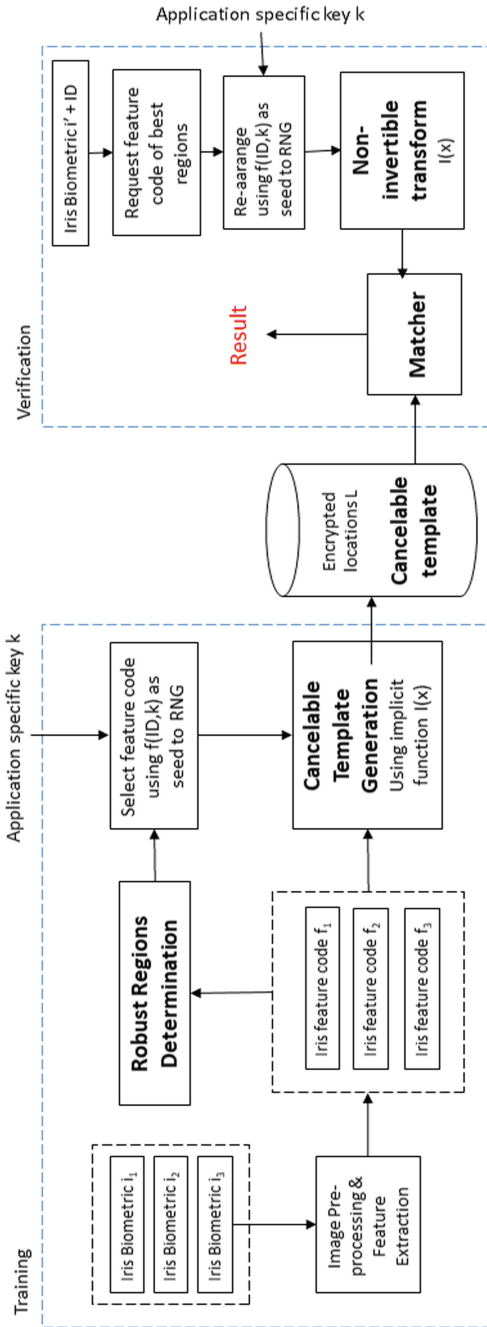 Training
Iris Biometric i₁
Iris Biometric i₂
Iris Biometric i₃
Image Pre-
processing &
Feature
Extraction
Robust Regions
Determination
Iris feature code f₁
Iris feature code f₂
Iris feature code f₃
Application specific key k
Select feature code
using f(ID,k) as
seed to RNG
Cancelable
Template
Generation
Using implicit
function I(x)
Encrypted
locations L
Cancelable
template
Verification
Application specific key k
Iris Biometric i' + ID
Request feature
code of best
regions
Re-aarange
using f(ID,k) as
seed to RNG
Non-
invertible
transform
I(x)
Matcher
Result